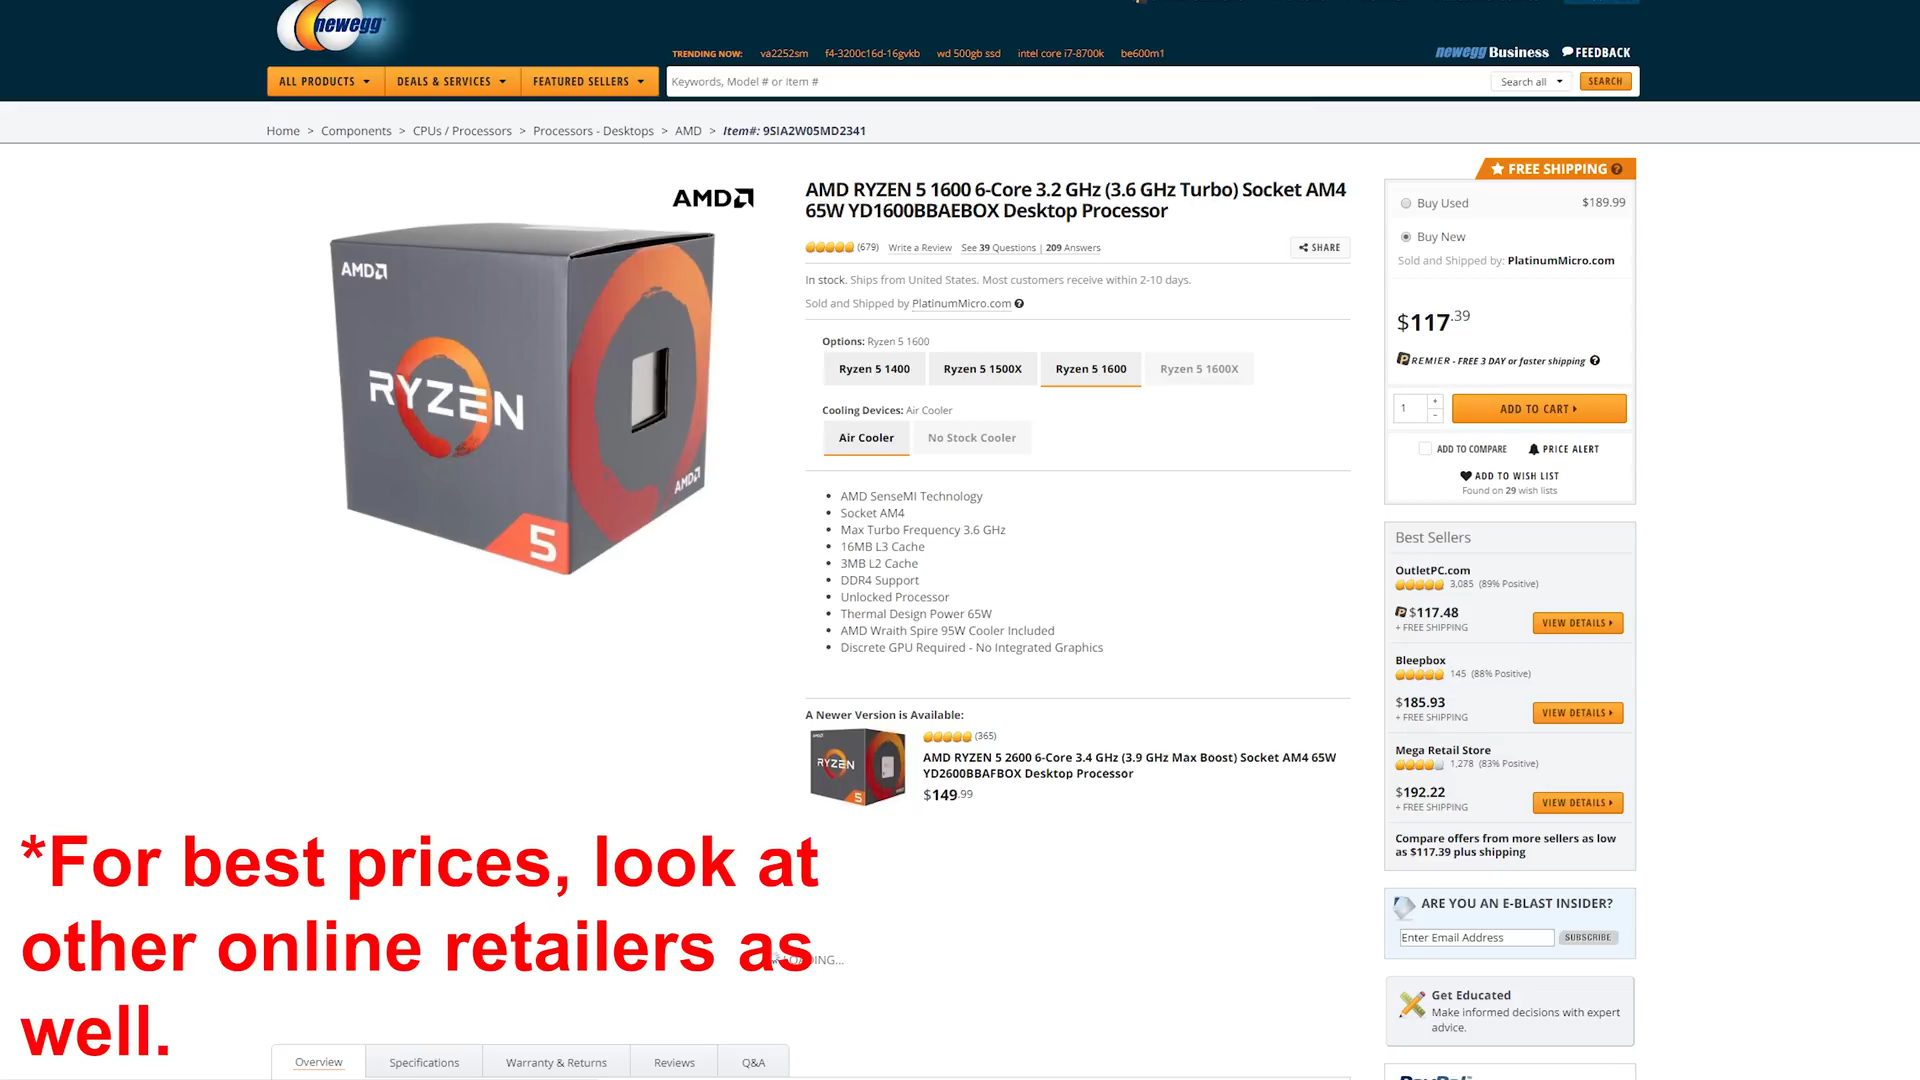 newegg
TRENDING NOW: va2252sm f4-3200c16d-16gvkb wd 500gb ssd intel core i7-8700k be600m1
newegg Business FEEDBACK
ALL PRODUCTS DEALS & SERVICES FEATURED SELLERS Keywords, Model # or Item # Search all SEARCH
Home > Components > CPUs / Processors > Processors - Desktops > AMD > Item#: 9SIA2W05MD2341
AMD
AMD
RYZEN
5
AMD
AMD RYZEN 5 1600 6-Core 3.2 GHz (3.6 GHz Turbo) Socket AM4
65W YD1600BBAEBOX Desktop Processor
(679) Write a Review See 39 Questions | 209 Answers SHARE
In stock. Ships from United States. Most customers receive within 2-10 days.
Sold and Shipped by PlatinumMicro.com
Options: Ryzen 5 1600
Ryzen 5 1400 Ryzen 5 1500X Ryzen 5 1600 Ryzen 5 1600X
Cooling Devices: Air Cooler
Air Cooler No Stock Cooler
AMD SenseMI Technology
Socket AM4
Max Turbo Frequency 3.6 GHz
16MB L3 Cache
3MB L2 Cache
DDR4 Support
Unlocked Processor
Thermal Design Power 65W
AMD Wraith Spire 95W Cooler Included
Discrete GPU Required - No Integrated Graphics
A Newer Version is Available:
AMD
RYZEN
5
(365)
AMD RYZEN 5 2600 6-Core 3.4 GHz (3.9 GHz Max Boost) Socket AM4 65W
YD2600BBAFBOX Desktop Processor
$149.99
FREE SHIPPING
Buy Used $189.99
Buy New
Sold and Shipped by: PlatinumMicro.com
$117.39
PREMIER - FREE 3 DAY or faster shipping
1 + - ADD TO CART
ADD TO COMPARE PRICE ALERT
ADD TO WISH LIST
Found on 29 wish lists
Best Sellers
OutletPC.com
3,085 (89% Positive)
$117.48
+ FREE SHIPPING
VIEW DETAILS
Bleepbox
145 (88% Positive)
$185.93
+ FREE SHIPPING
VIEW DETAILS
Mega Retail Store
1,278 (83% Positive)
$192.22
+ FREE SHIPPING
VIEW DETAILS
Compare offers from more sellers as low
as $117.39 plus shipping
ARE YOU AN E-BLAST INSIDER?
Enter Email Address SUBSCRIBE
Get Educated
Make informed decisions with expert
advice.
*For best prices, look at
other online retailers as
well.
Overview Specifications Warranty & Returns Reviews Q&A